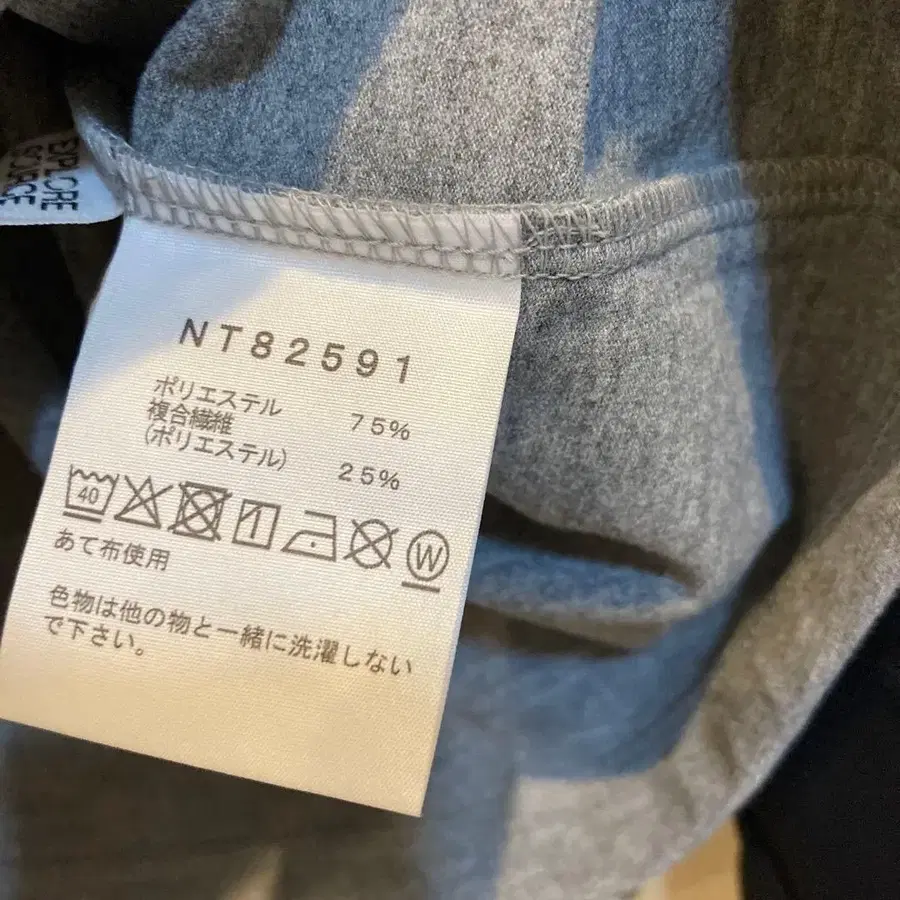 EXPLORE
SOURCE
NT82591
ポリエステル 75%
複合繊維
(ポリエステル) 25%
40
W
あて布使用
色物は他の物と一緒に洗濯しない
で下さい。